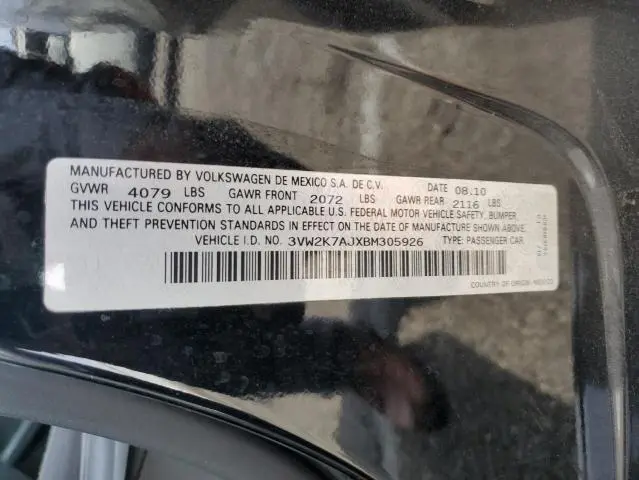 MANUFACTURED BY VOLKSWAGEN DE MEXICO S.A. DE C.V. DATE 08.10
GVWR 4079 LBS GAWR FRONT 2072 LBS GAWR REAR 2116 LBS
THIS VEHICLE CONFORMS TO ALL APPLICABLE U.S. FEDERAL MOTOR VEHICLE SAFETY, BUMPER,
AND THEFT PREVENTION STANDARDS IN EFFECT ON THE DATE OF MANUFACTURE SHOWN ABOVE.
VEHICLE I.D. NO. 3VW2K7AJXBM305926 TYPE: PASSENGER CAR
COUNTRY OF ORIGIN: MEXICO